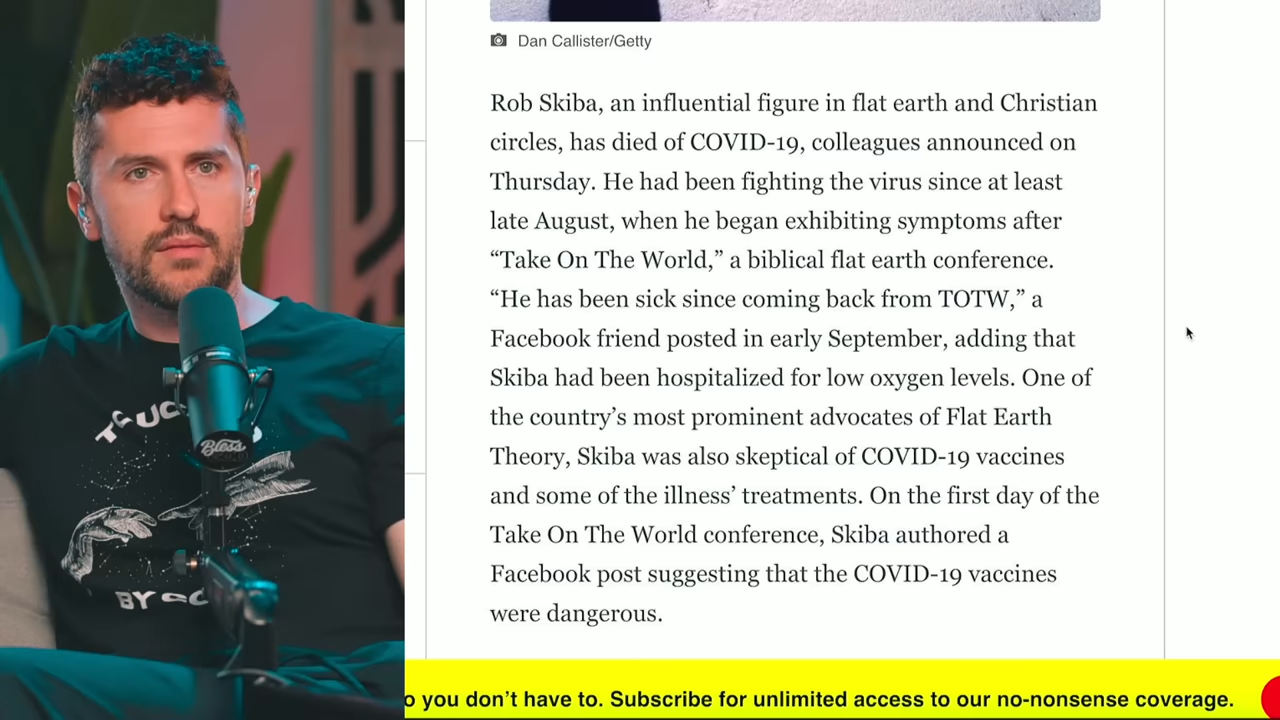 Dan Callister/Getty
Rob Skiba, an influential figure in flat earth and Christian
circles, has died of COVID-19, colleagues announced on
Thursday. He had been fighting the virus since at least
late August, when he began exhibiting symptoms after
“Take On The World,” a biblical flat earth conference.
“He has been sick since coming back from TOTW,” a
Facebook friend posted in early September, adding that
Skiba had been hospitalized for low oxygen levels. One of
the country’s most prominent advocates of Flat Earth
Theory, Skiba was also skeptical of COVID-19 vaccines
and some of the illness’ treatments. On the first day of the
Take On The World conference, Skiba authored a
Facebook post suggesting that the COVID-19 vaccines
were dangerous.
o you don’t have to. Subscribe for unlimited access to our no-nonsense coverage.
Bless
BY